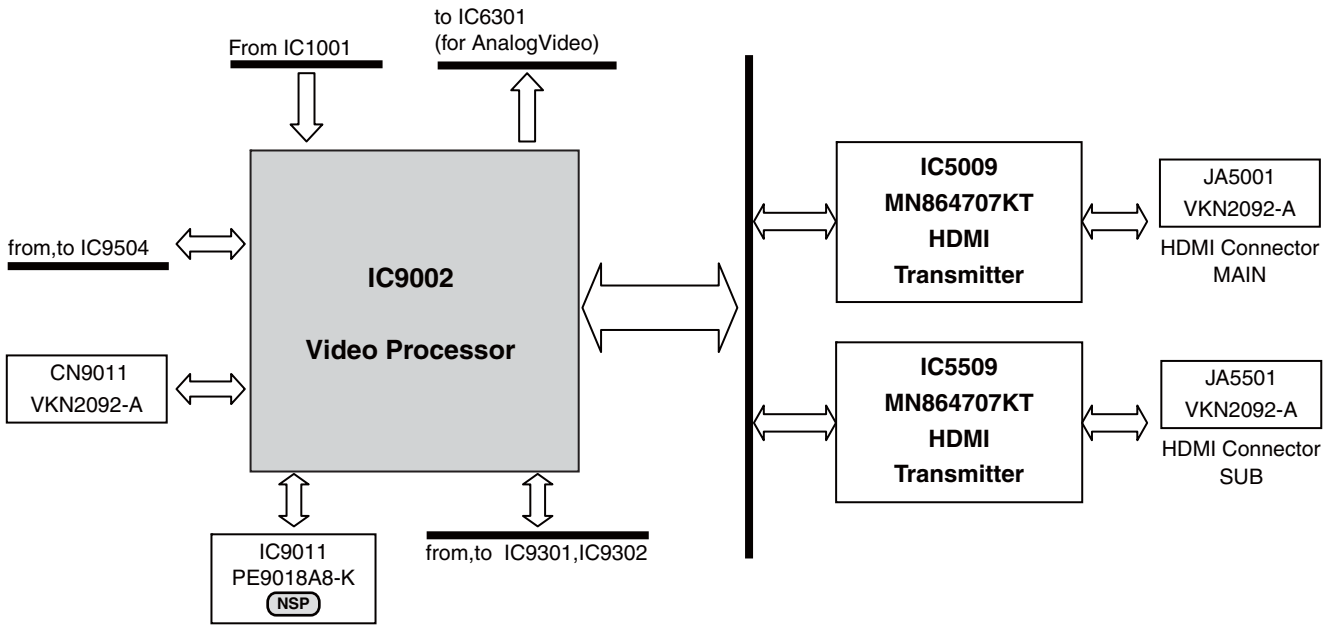 From IC1001
to IC6301
(for AnalogVideo)
from,to IC9504
CN9011
VKN2092-A
IC9002
Video Processor
IC9011
PE9018A8-K
NSP
from,to IC9301,IC9302
IC5009
MN864707KT
HDMI
Transmitter
JA5001
VKN2092-A
HDMI Connector
MAIN
IC5509
MN864707KT
HDMI
Transmitter
JA5501
VKN2092-A
HDMI Connector
SUB